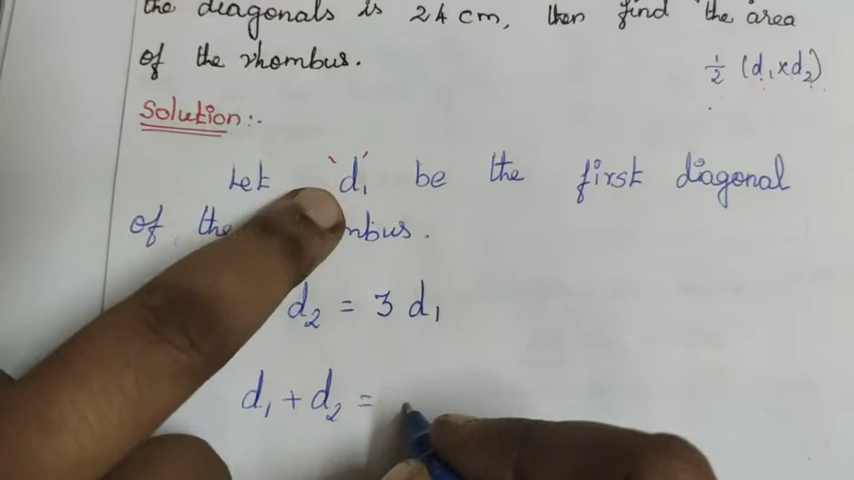 the diagonals is 24 cm, then find the area
of the rhombus.
1/2 (d₁×d₂)
Solution:-
Let 'd₁ be the first diagonal
of the mbus.
d₂ = 3 d₁
d₁ + d₂ =